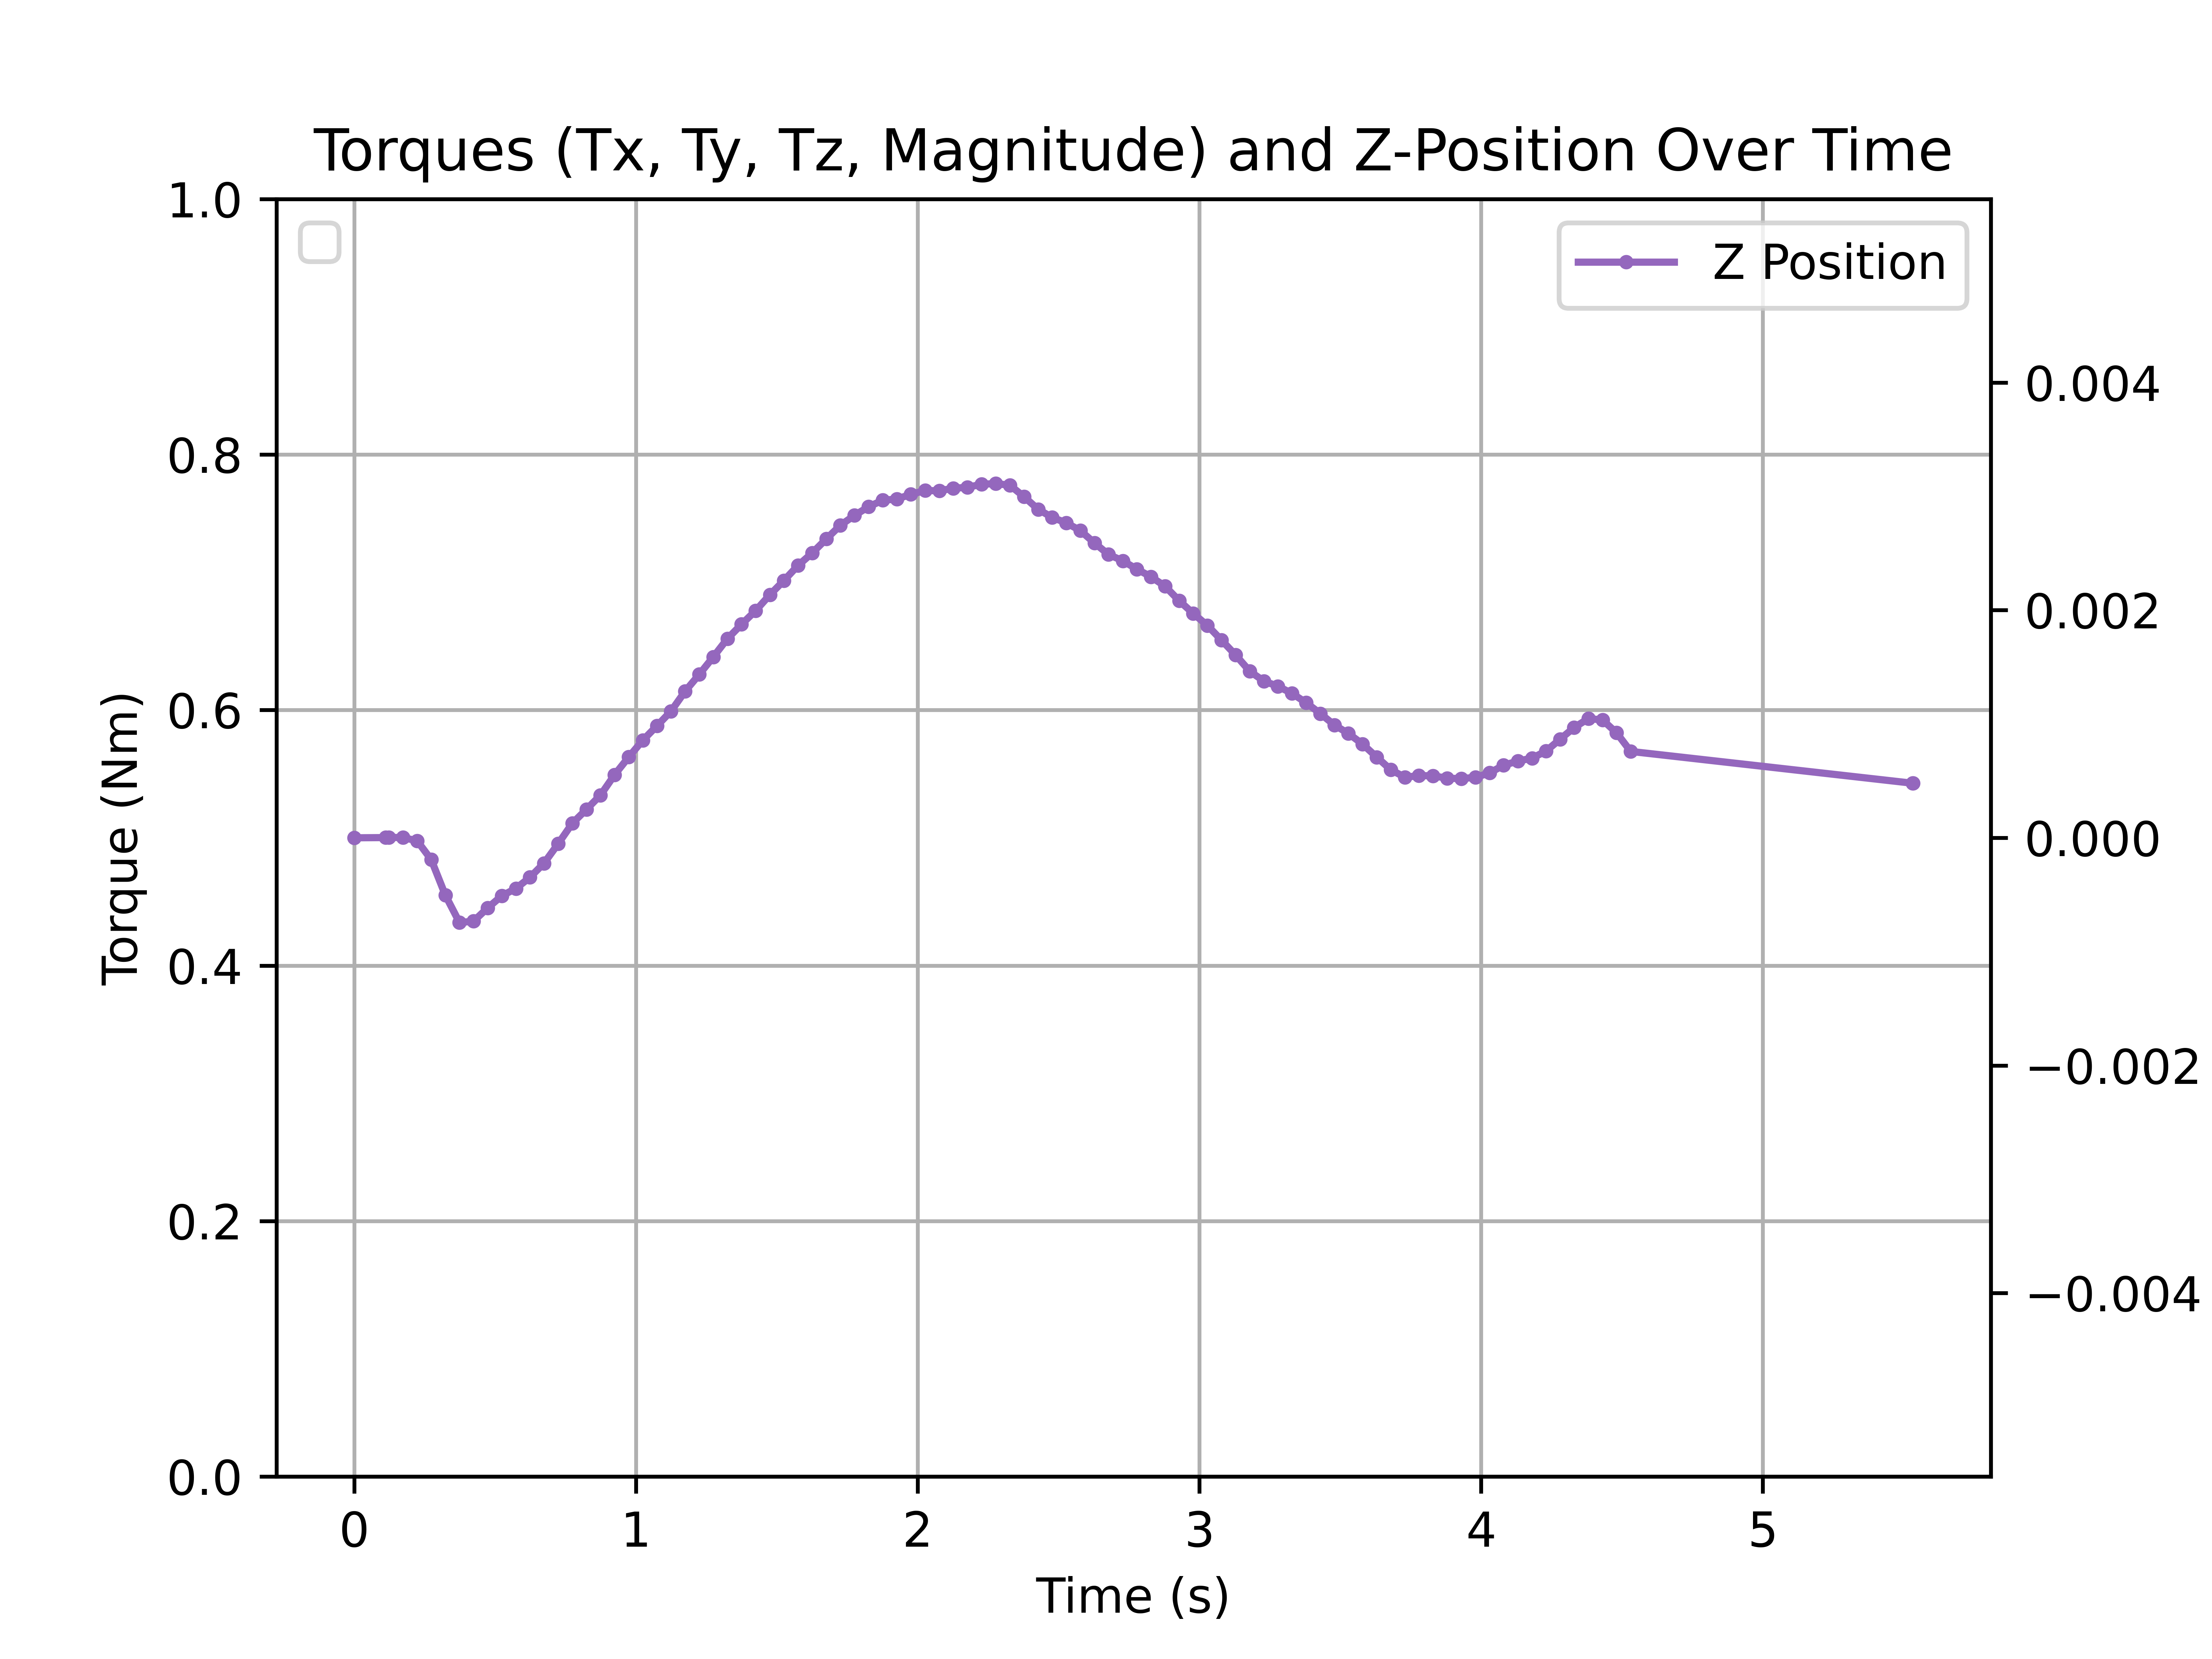 Torques (Tx, Ty, Tz, Magnitude) and Z-Position Over Time
Z Position
1.0
0.8
0.6
0.4
0.2
0.0
Torque (Nm)
0.004
0.002
0.000
−0.002
−0.004
0 1 2 3 4 5
Time (s)